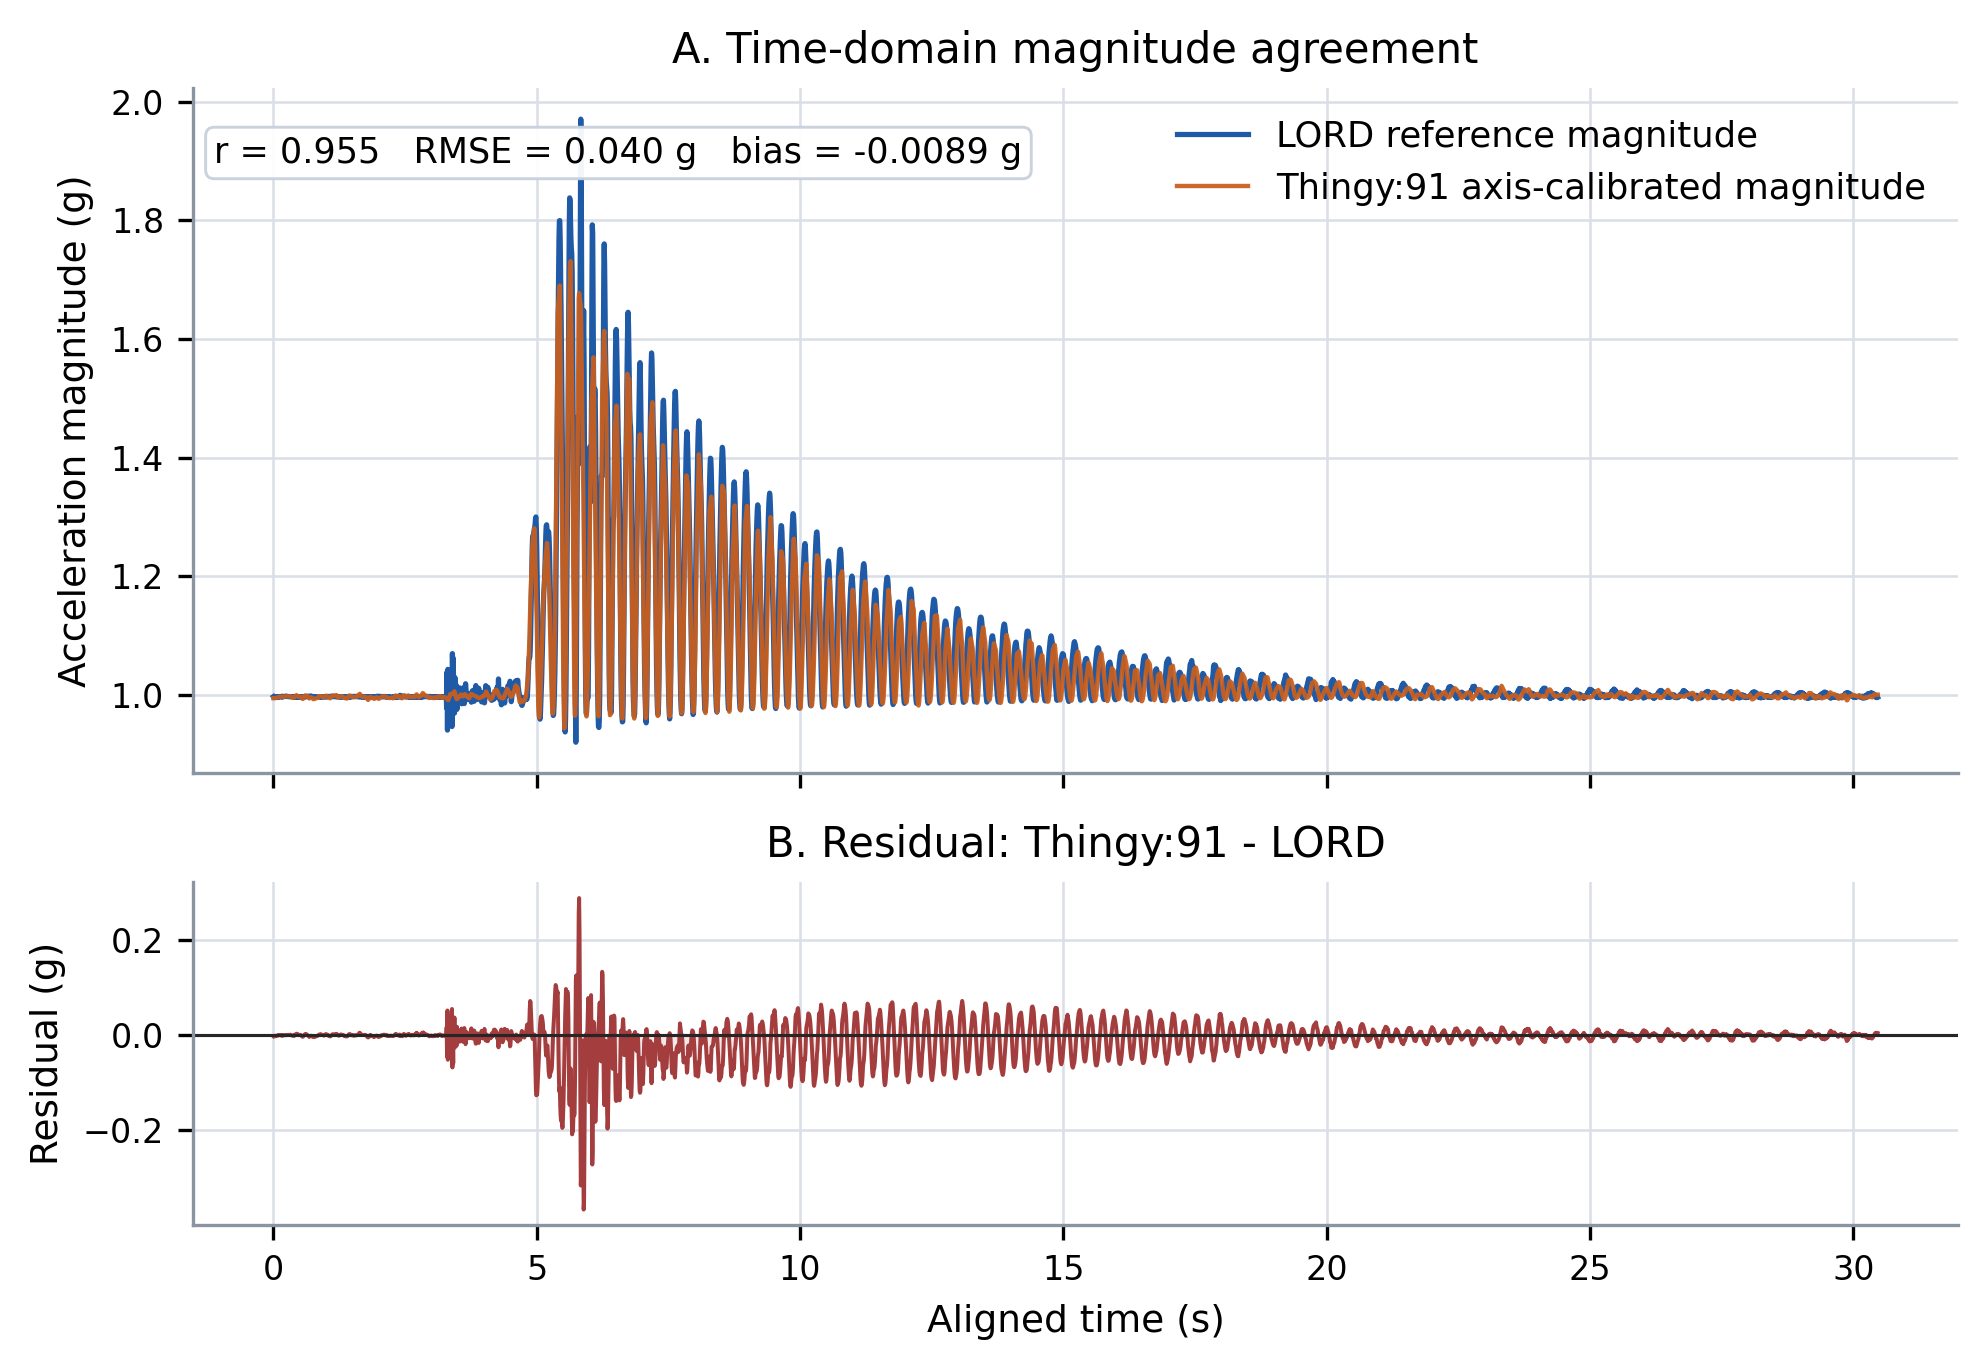 A. Time-domain magnitude agreement
2.0
1.8
1.6
1.4
1.2
1.0
Acceleration magnitude (g)
r = 0.955   RMSE = 0.040 g   bias = -0.0089 g
LORD reference magnitude
Thingy:91 axis-calibrated magnitude
B. Residual: Thingy:91 - LORD
0.2
0.0
−0.2
Residual (g)
0 5 10 15 20 25 30
Aligned time (s)